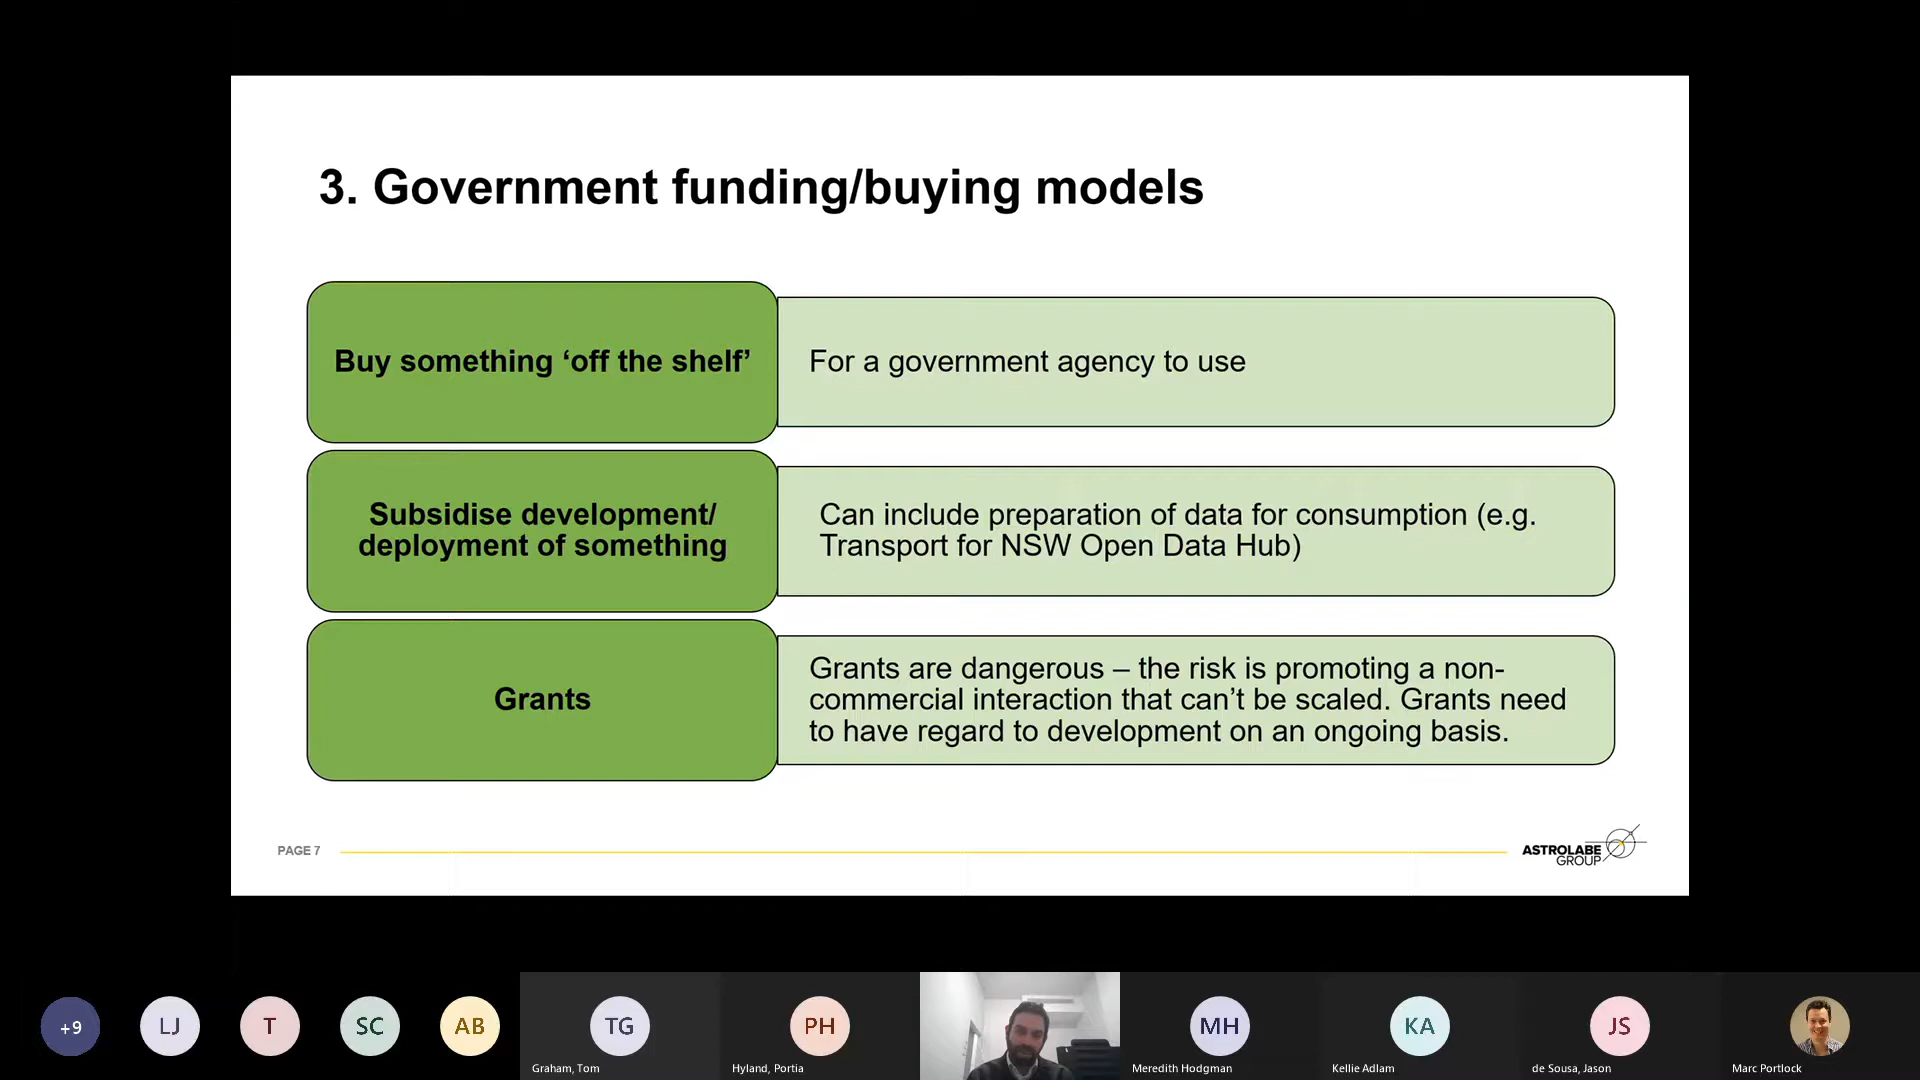 3. Government funding/buying models
Buy something ‘off the shelf’
For a government agency to use
Subsidise development/
deployment of something
Can include preparation of data for consumption (e.g.
Transport for NSW Open Data Hub)
Grants
Grants are dangerous – the risk is promoting a non-
commercial interaction that can’t be scaled. Grants need
to have regard to development on an ongoing basis.
PAGE 7
ASTROLABE
GROUP
+9
LJ
T
SC
AB
TG
PH
MH
KA
JS
Graham, Tom
Hyland, Portia
Meredith Hodgman
Kellie Adlam
de Sousa, Jason
Marc Portlock